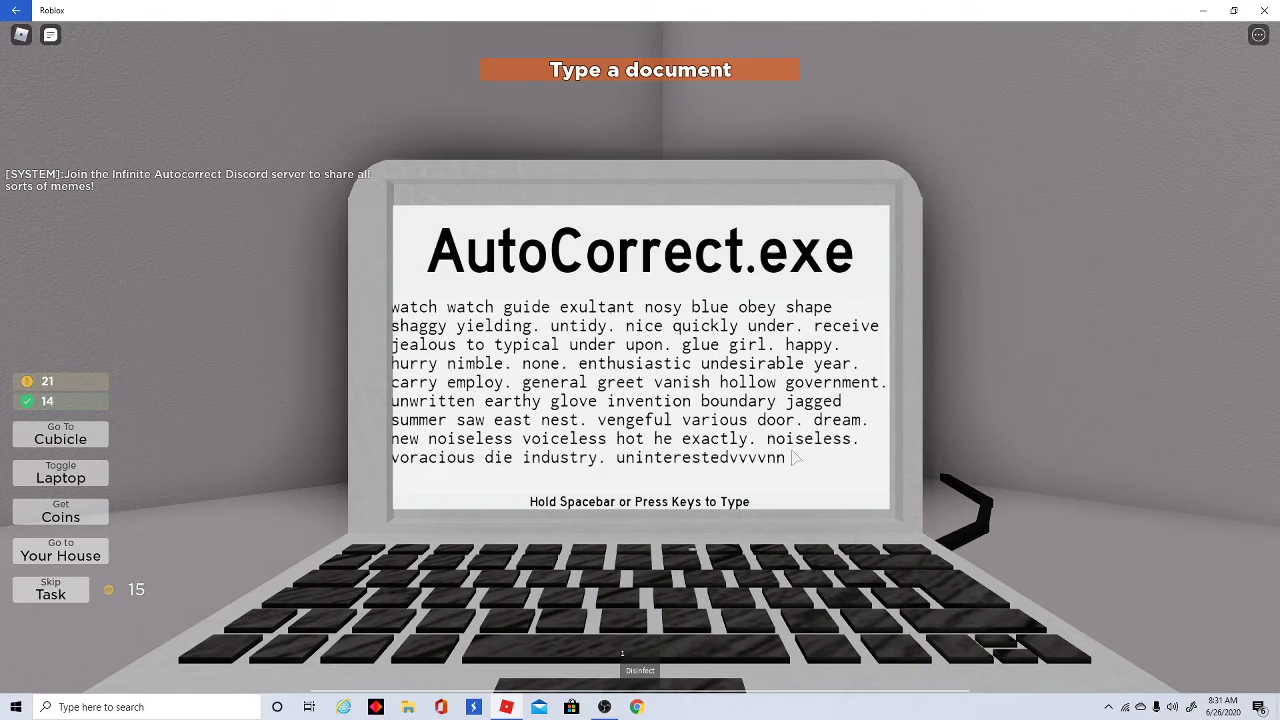 Roblox
Type a document
[SYSTEM]:Join the Infinite Autocorrect Discord server to share all
sorts of memes!
AutoCorrect.exe
watch watch guide exultant nosy blue obey shape
shaggy yielding. untidy. nice quickly under. receive
jealous to typical under upon. glue girl. happy.
hurry nimble. none. enthusiastic undesirable year.
carry employ. general greet vanish hollow government.
unwritten earthy glove invention boundary jagged
summer saw east nest. vengeful various door. dream.
new noiseless voiceless hot he exactly. noiseless.
voracious die industry. uninterestedvvvvnn
Hold Spacebar or Press Keys to Type
21
14
Go To
Cubicle
Toggle
Laptop
Get
Coins
Go to
Your House
Skip
Task
15
1
Disinfect
Type here to search
8:31 AM
6/26/2020
6